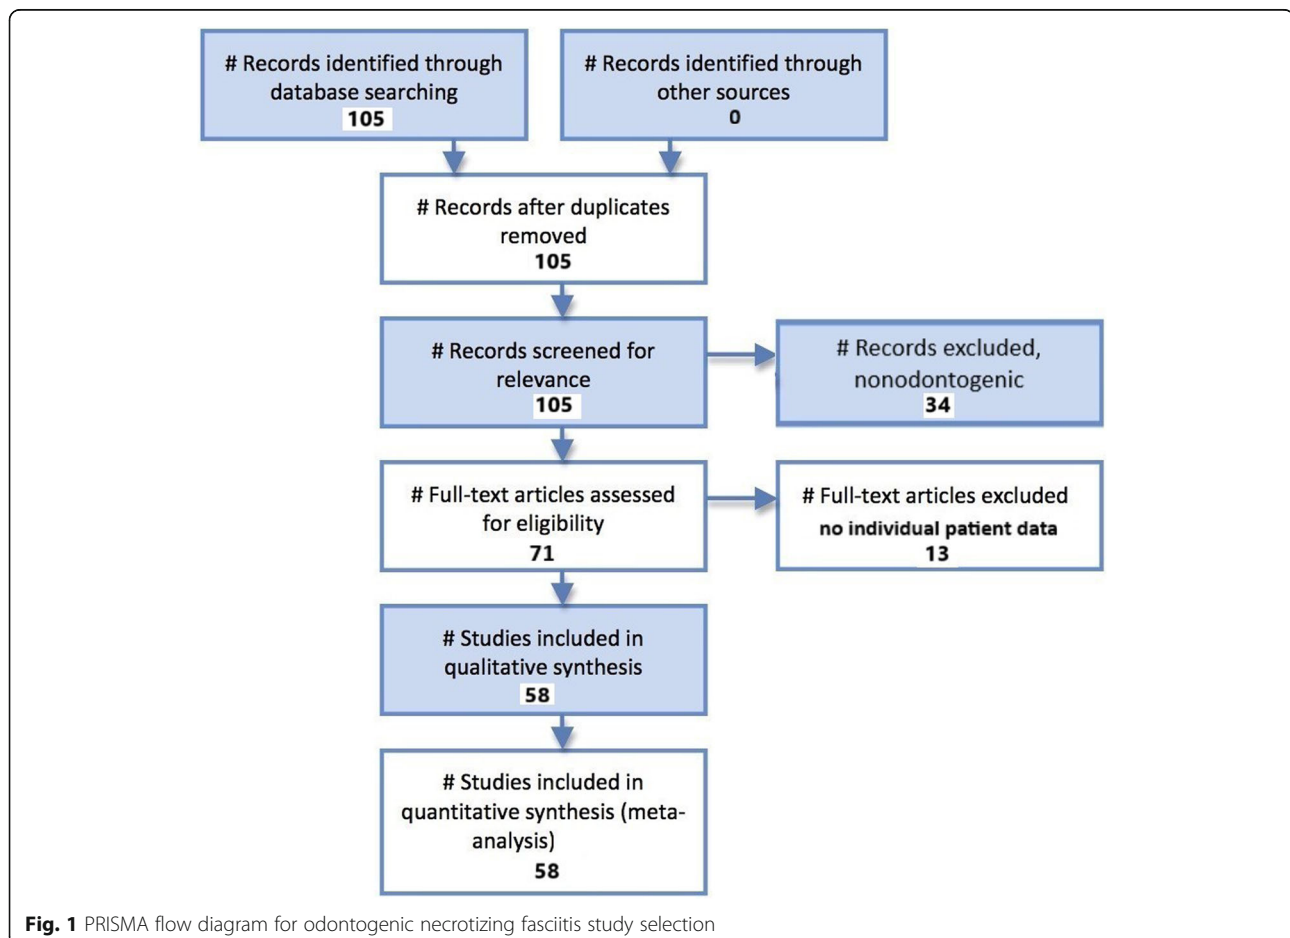 # Records identified through
database searching
105
# Records identified through
other sources
0
# Records after duplicates
removed
105
# Records screened for
relevance
105
# Records excluded,
nonodontogenic
34
# Full-text articles assessed
for eligibility
71
# Full-text articles excluded
no individual patient data
13
# Studies included in
qualitative synthesis
58
# Studies included in
quantitative synthesis (meta-
analysis)
58
Fig. 1 PRISMA flow diagram for odontogenic necrotizing fasciitis study selection